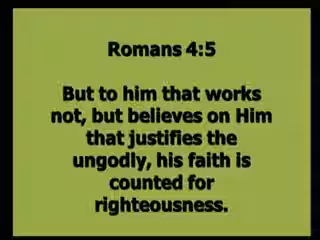 Romans 4:5
But to him that works
not, but believes on Him
that justifies the
ungodly, his faith is
counted for
righteousness.